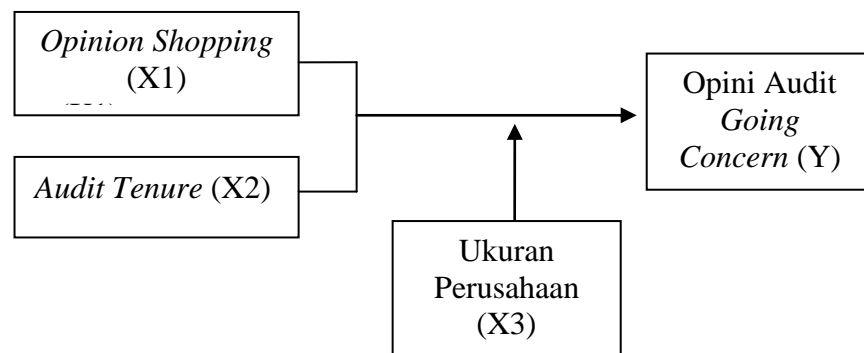 Opinion Shopping
(X1)
Audit Tenure (X2)
Opini Audit
Going
Concern (Y)
Ukuran
Perusahaan
(X3)